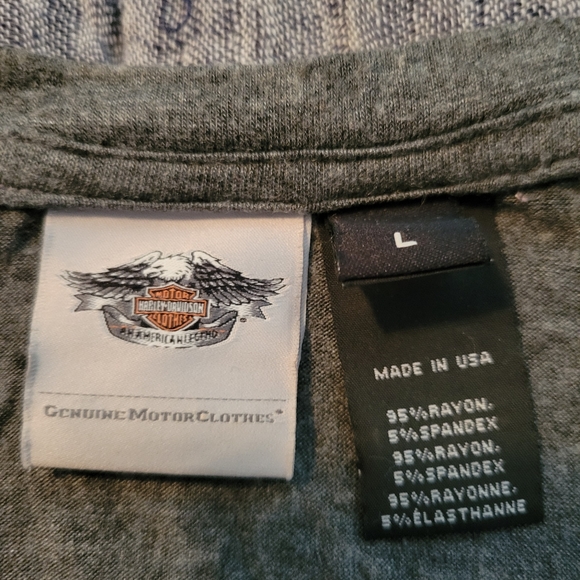 MOTOR
HARLEY-DAVIDSON
CLOTHES
AN AMERICAN LEGEND
GENUINE MOTORCLOTHES
L
MADE IN USA
95%RAYON.
5%SPANDEX
95%RAYON.
5%SPANDEX
95%RAYONNE.
5%ÉLASTHANNE